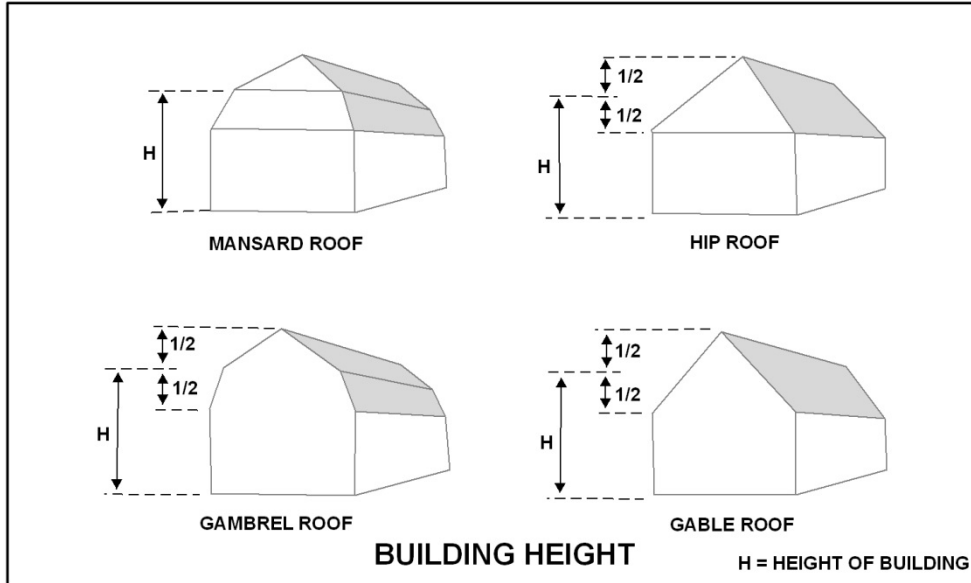 1/2
1/2
H
H
MANSARD ROOF
HIP ROOF
1/2
1/2
1/2
1/2
H
H
GAMBREL ROOF
GABLE ROOF
BUILDING HEIGHT
H = HEIGHT OF BUILDING